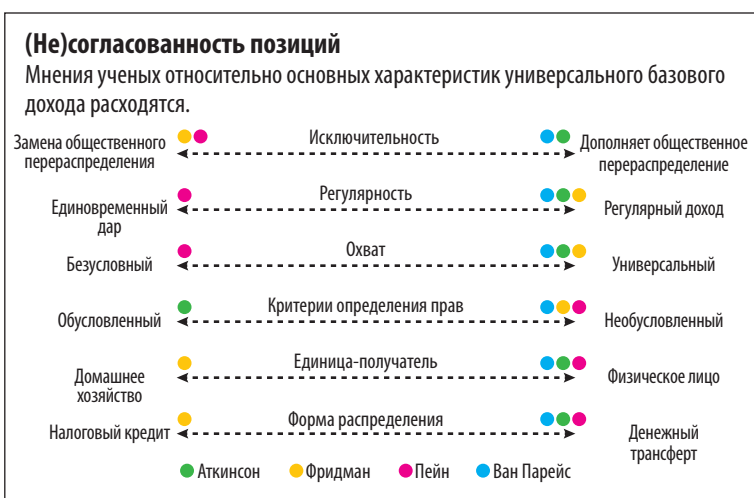 (Не)согласованность позиций
Мнения ученых относительно основных характеристик универсального базового
дохода расходятся.
Замена общественного
перераспределения
Исключительность
Дополняет общественное
перераспределение
Единовременный
дар
Регулярность
Регулярный доход
Безусловный
Охват
Универсальный
Обусловленный
Критерии определения прав
Необусловленный
Домашнее
хозяйство
Единица-получатель
Физическое лицо
Налоговый кредит
Форма распределения
Денежный
трансферт
Аткинсон Фридман Пейн Ван Парейс